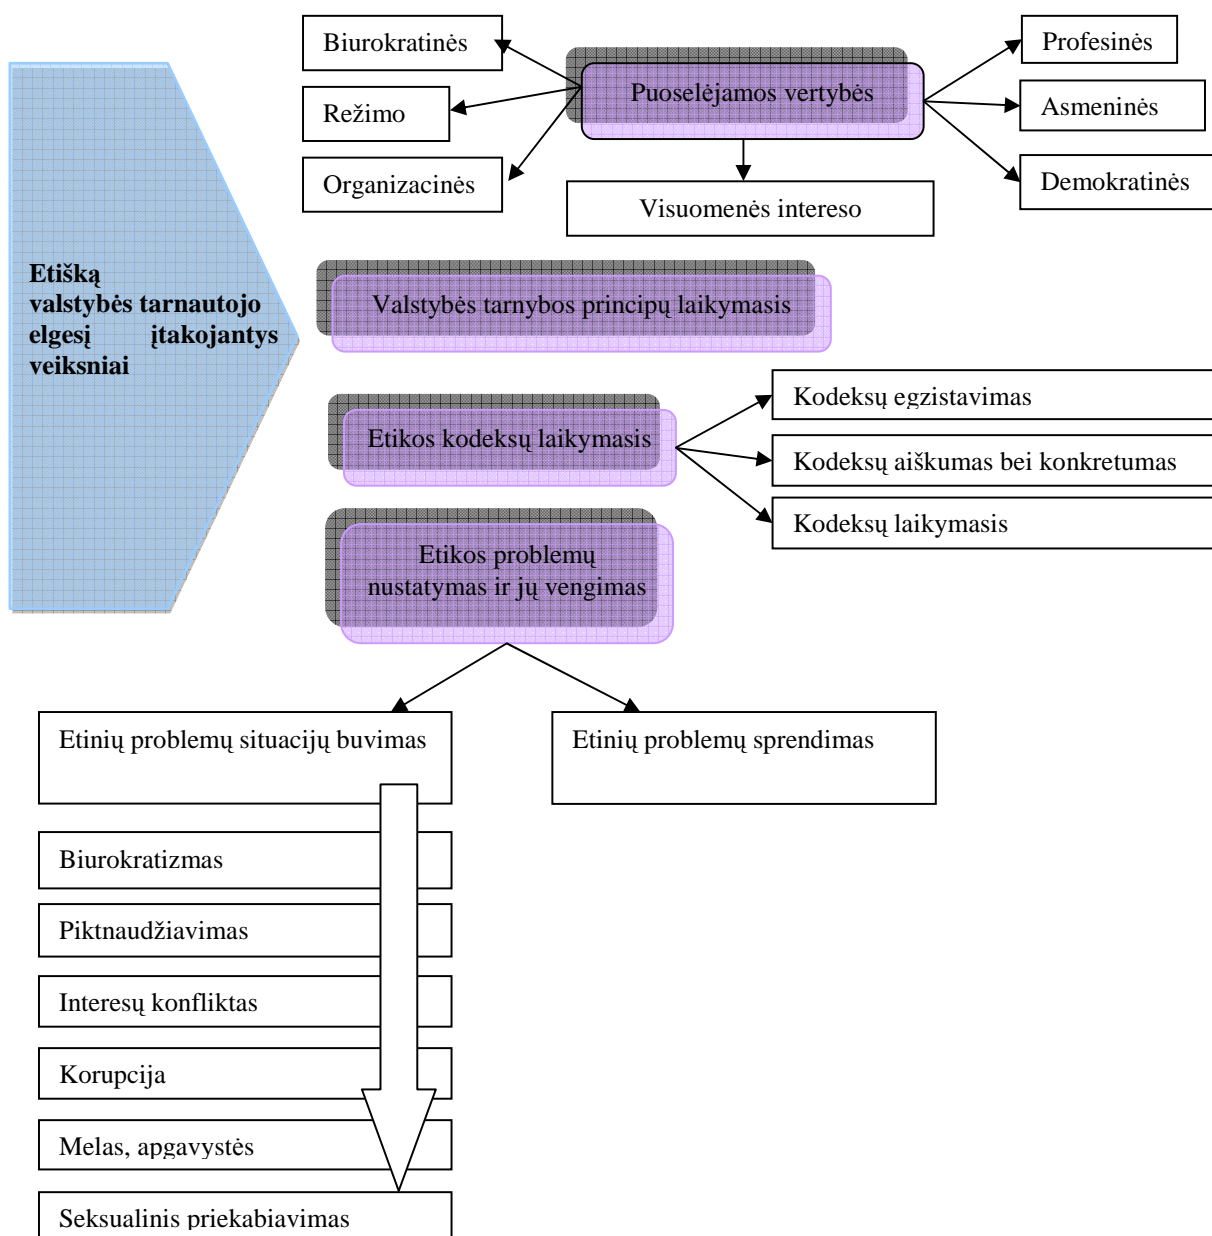 Biurokratinės
Režimo
Organizacinės
Puoselėjamos vertybės
Visuomenės intereso
Profesinės
Asmeninės
Demokratinės
Etišką
valstybės tarnautojo
elgesį įtakojantys
veiksniai
Valstybės tarnybos principų laikymasis
Etikos kodeksų laikymasis
Kodeksų egzistavimas
Kodeksų aiškumas bei konkretumas
Kodeksų laikymasis
Etikos problemų
nustatymas ir jų vengimas
Etinių problemų situacijų buvimas
Etinių problemų sprendimas
Biurokratizmas
Piktnaudžiavimas
Interesų konfliktas
Korupcija
Melas, apgavystės
Seksualinis priekabiavimas